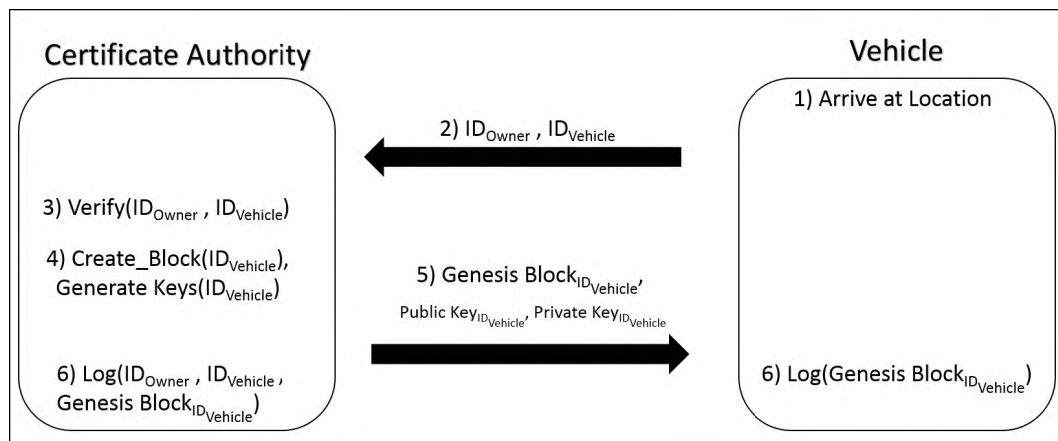 Certificate Authority
Vehicle
1) Arrive at Location
2) ID_Owner , ID_Vehicle
3) Verify(ID_Owner , ID_Vehicle)
4) Create_Block(ID_Vehicle),
Generate Keys(ID_Vehicle)
5) Genesis Block_ID_Vehicle,
Public Key_ID_Vehicle, Private Key_ID_Vehicle
6) Log(ID_Owner , ID_Vehicle ,
Genesis Block_ID_Vehicle)
6) Log(Genesis Block_ID_Vehicle)